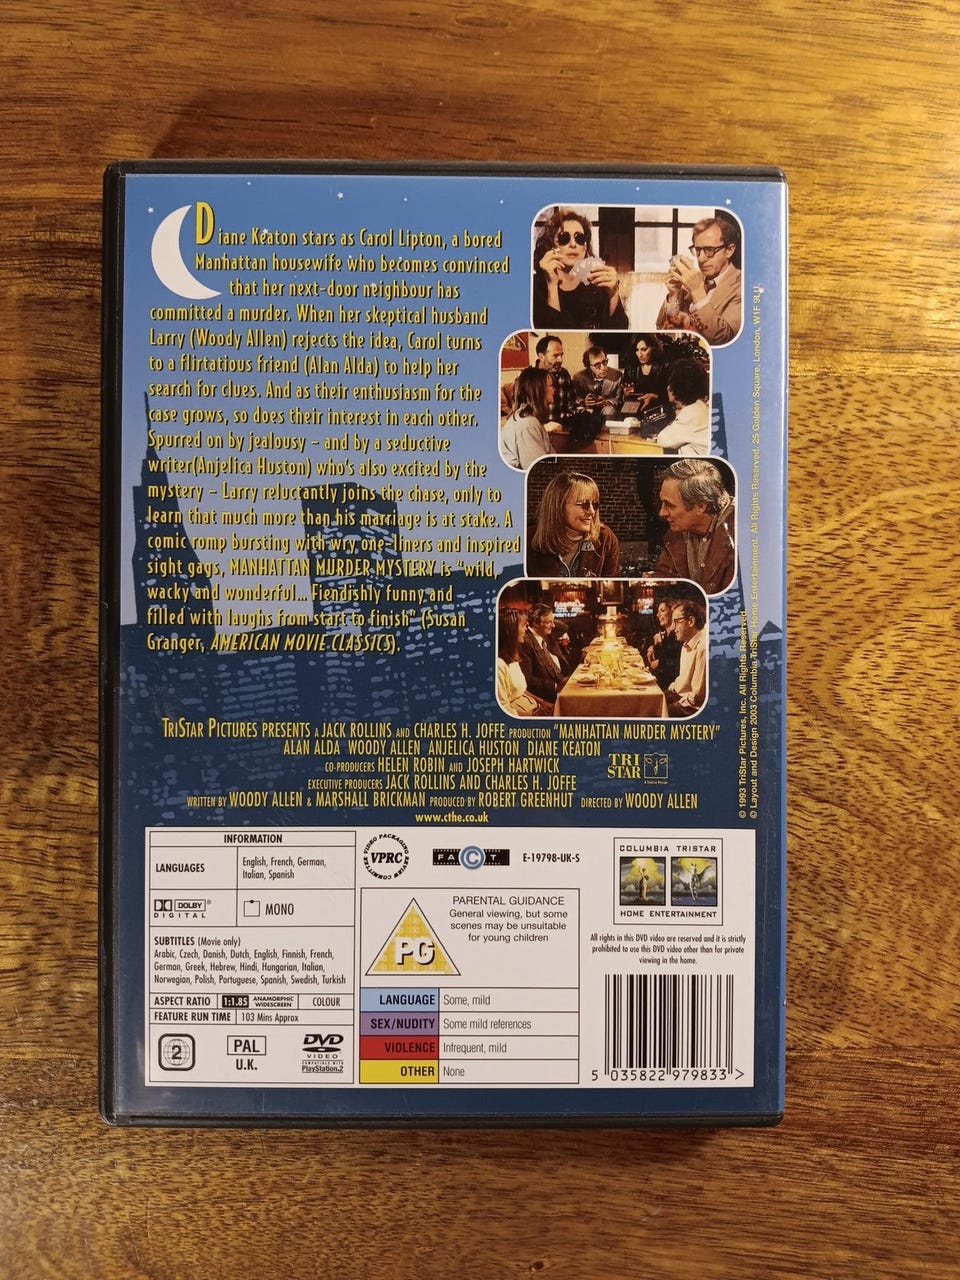 Diane Keaton stars as Carol Lipton, a bored
Manhattan housewife who becomes convinced
that her next-door neighbour has
committed a murder. When her skeptical husband
Larry (Woody Allen) rejects the idea, Carol turns
to a flirtatious friend (Alan Alda) to help her
search for clues. And as their enthusiasm for the
case grows, so does their interest in each other.
Spurred on by jealousy - and by a seductive
writer(Anjelica Huston) who's also excited by the
mystery - Larry reluctantly joins the chase, only to
learn that much more than his marriage is at stake. A
comic romp bursting with wry one-liners and inspired
sight gags, MANHATTAN MURDER MYSTERY is "wild,
wacky and wonderful... Fiendishly funny and
filled with laughs from start to finish" (Susan
Granger, AMERICAN MOVIE CLASSICS).
TRISTAR PICTURES PRESENTS A JACK ROLLINS AND CHARLES H. JOFFE PRODUCTION "MANHATTAN MURDER MYSTERY"
ALAN ALDA WOODY ALLEN ANJELICA HUSTON DIANE KEATON
CO-PRODUCERS HELEN ROBIN AND JOSEPH HARTWICK
EXECUTIVE PRODUCERS JACK ROLLINS AND CHARLES H. JOFFE
WRITTEN BY WOODY ALLEN & MARSHALL BRICKMAN PRODUCED BY ROBERT GREENHUT DIRECTED BY WOODY ALLEN
www.cthe.co.uk
TRI
STAR
© 1993 TriStar Pictures, Inc. All Rights Reserved.
© Layout and Design 2003 Columbia TriStar Home Entertainment. All Rights Reserved. 25 Golden Square, London, W1F 9LU.
INFORMATION
LANGUAGES
English, French, German,
Italian, Spanish
DOLBY
DIGITAL
MONO
SUBTITLES (Movie only)
Arabic, Czech, Danish, Dutch, English, Finnish, French,
German, Greek, Hebrew, Hindi, Hungarian, Italian,
Norwegian, Polish, Portuguese, Spanish, Swedish, Turkish
ASPECT RATIO 1:1.85 ANAMORPHIC WIDESCREEN COLOUR
FEATURE RUN TIME 103 Mins Approx
2
PAL
U.K.
DVD
VIDEO
COMPATIBLE WITH
PlayStation.2
VIDEO PACKAGING REVIEW COMMITTEE
VPRC
FACT
E-19798-UK-S
PG
PARENTAL GUIDANCE
General viewing, but some
scenes may be unsuitable
for young children
LANGUAGE Some, mild
SEX/NUDITY Some mild references
VIOLENCE Infrequent, mild
OTHER None
COLUMBIA TRISTAR
HOME ENTERTAINMENT
All rights in this DVD video are reserved and it is strictly
prohibited to use this DVD video other than for private
viewing in the home.
5 035822 979833 >